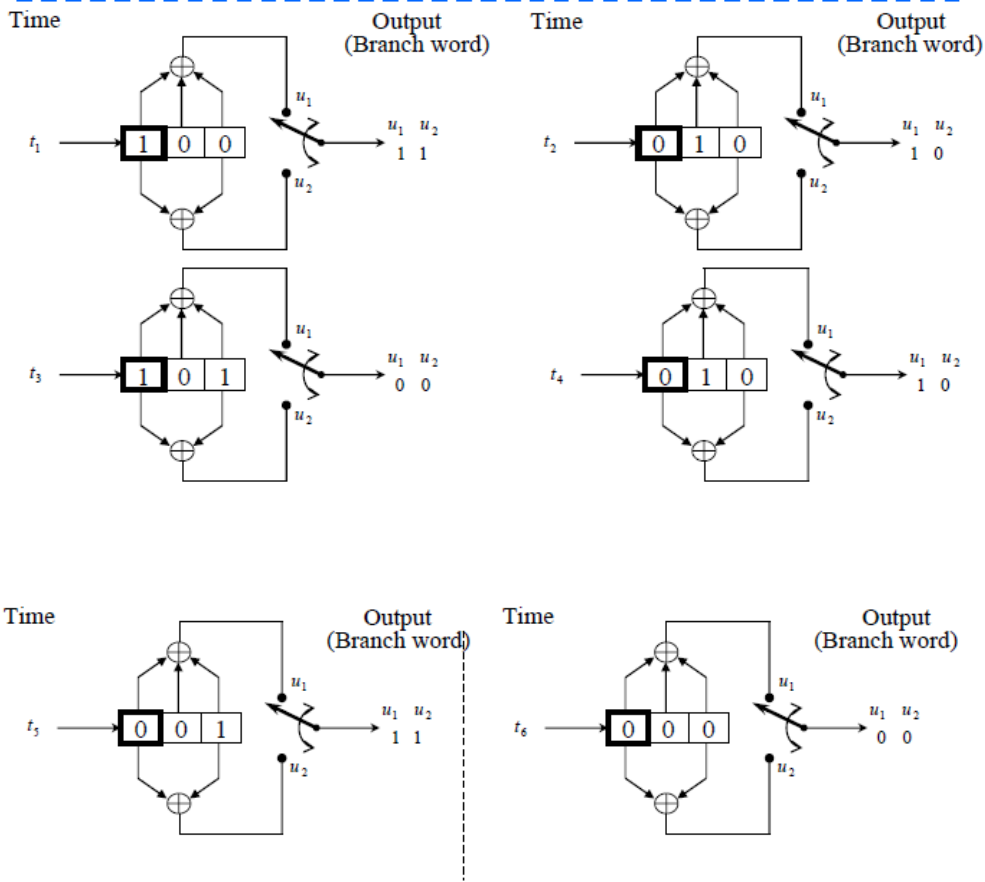 Time Output Time Output
(Branch word) (Branch word)
u1 u1
u1 u2 u1 u2
t1 1 0 0 1 1 t2 0 1 0 1 0
u2 u2
u1 u1
u1 u2 u1 u2
t3 1 0 1 0 0 t4 0 1 0 1 0
u2 u2
Time Output Time Output
(Branch word) (Branch word)
u1 u1
u1 u2 u1 u2
t5 0 0 1 1 1 t6 0 0 0 0 0
u2 u2